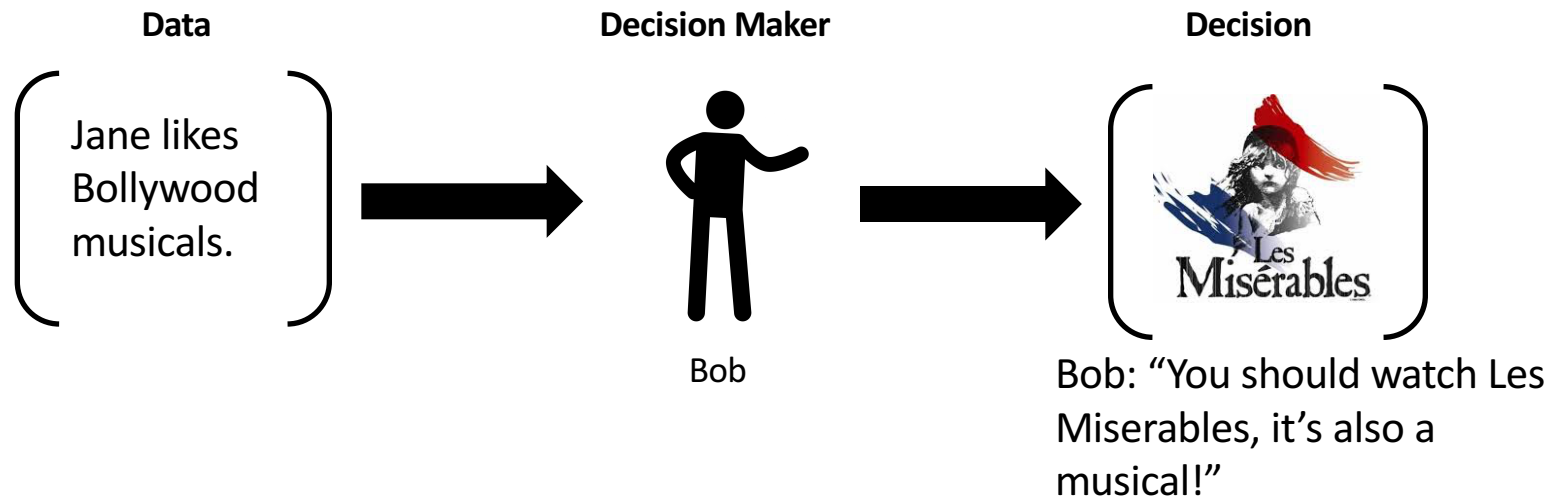 Data
Decision Maker
Decision
Jane likes
Bollywood
musicals.
Les
Misérables
Bob
Bob: “You should watch Les
Miserables, it’s also a
musical!”